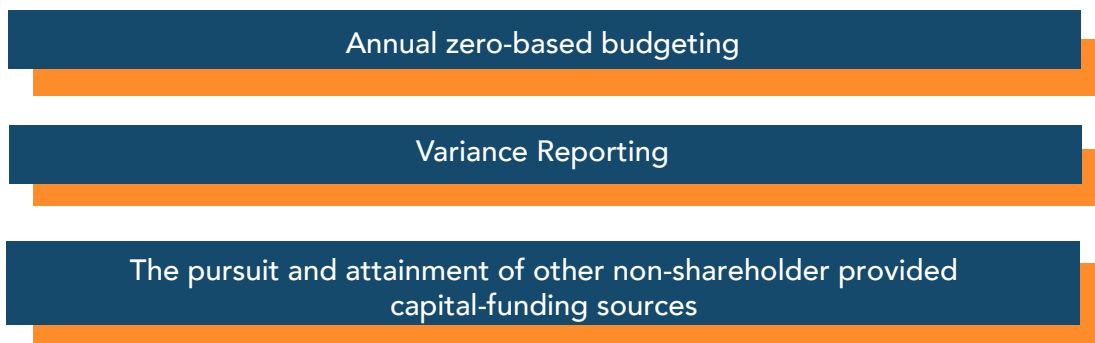 Annual zero-based budgeting
Variance Reporting
The pursuit and attainment of other non-shareholder provided
capital-funding sources